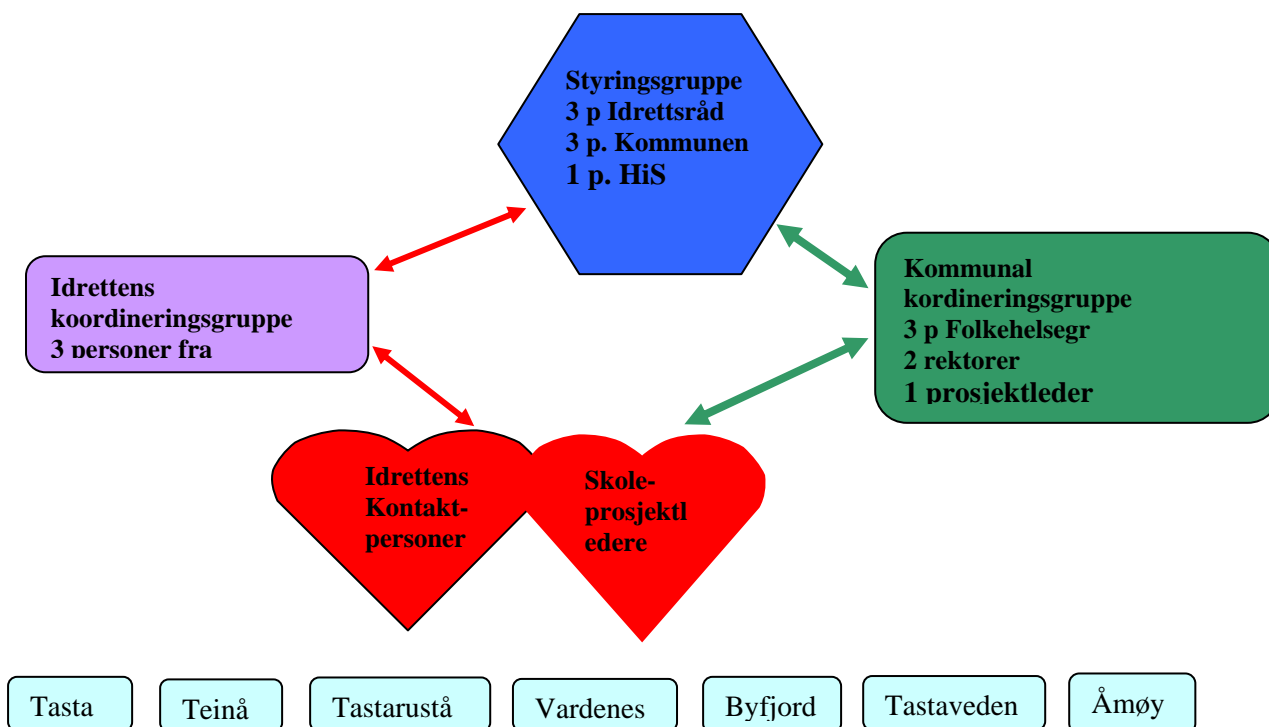 Styringsgruppe
3 p Idrettsråd
3 p. Kommunen
1 p. HiS
Idrettens
koordineringsgruppe
3 personer fra
Kommunal
kordineringsgruppe
3 p Folkehelsegr
2 rektorer
1 prosjektleder
Idrettens
Kontakt-
personer
Skole-
prosjektl
edere
Tasta
Teinå
Tastarustå
Vardenes
Byfjord
Tastaveden
Åmøy